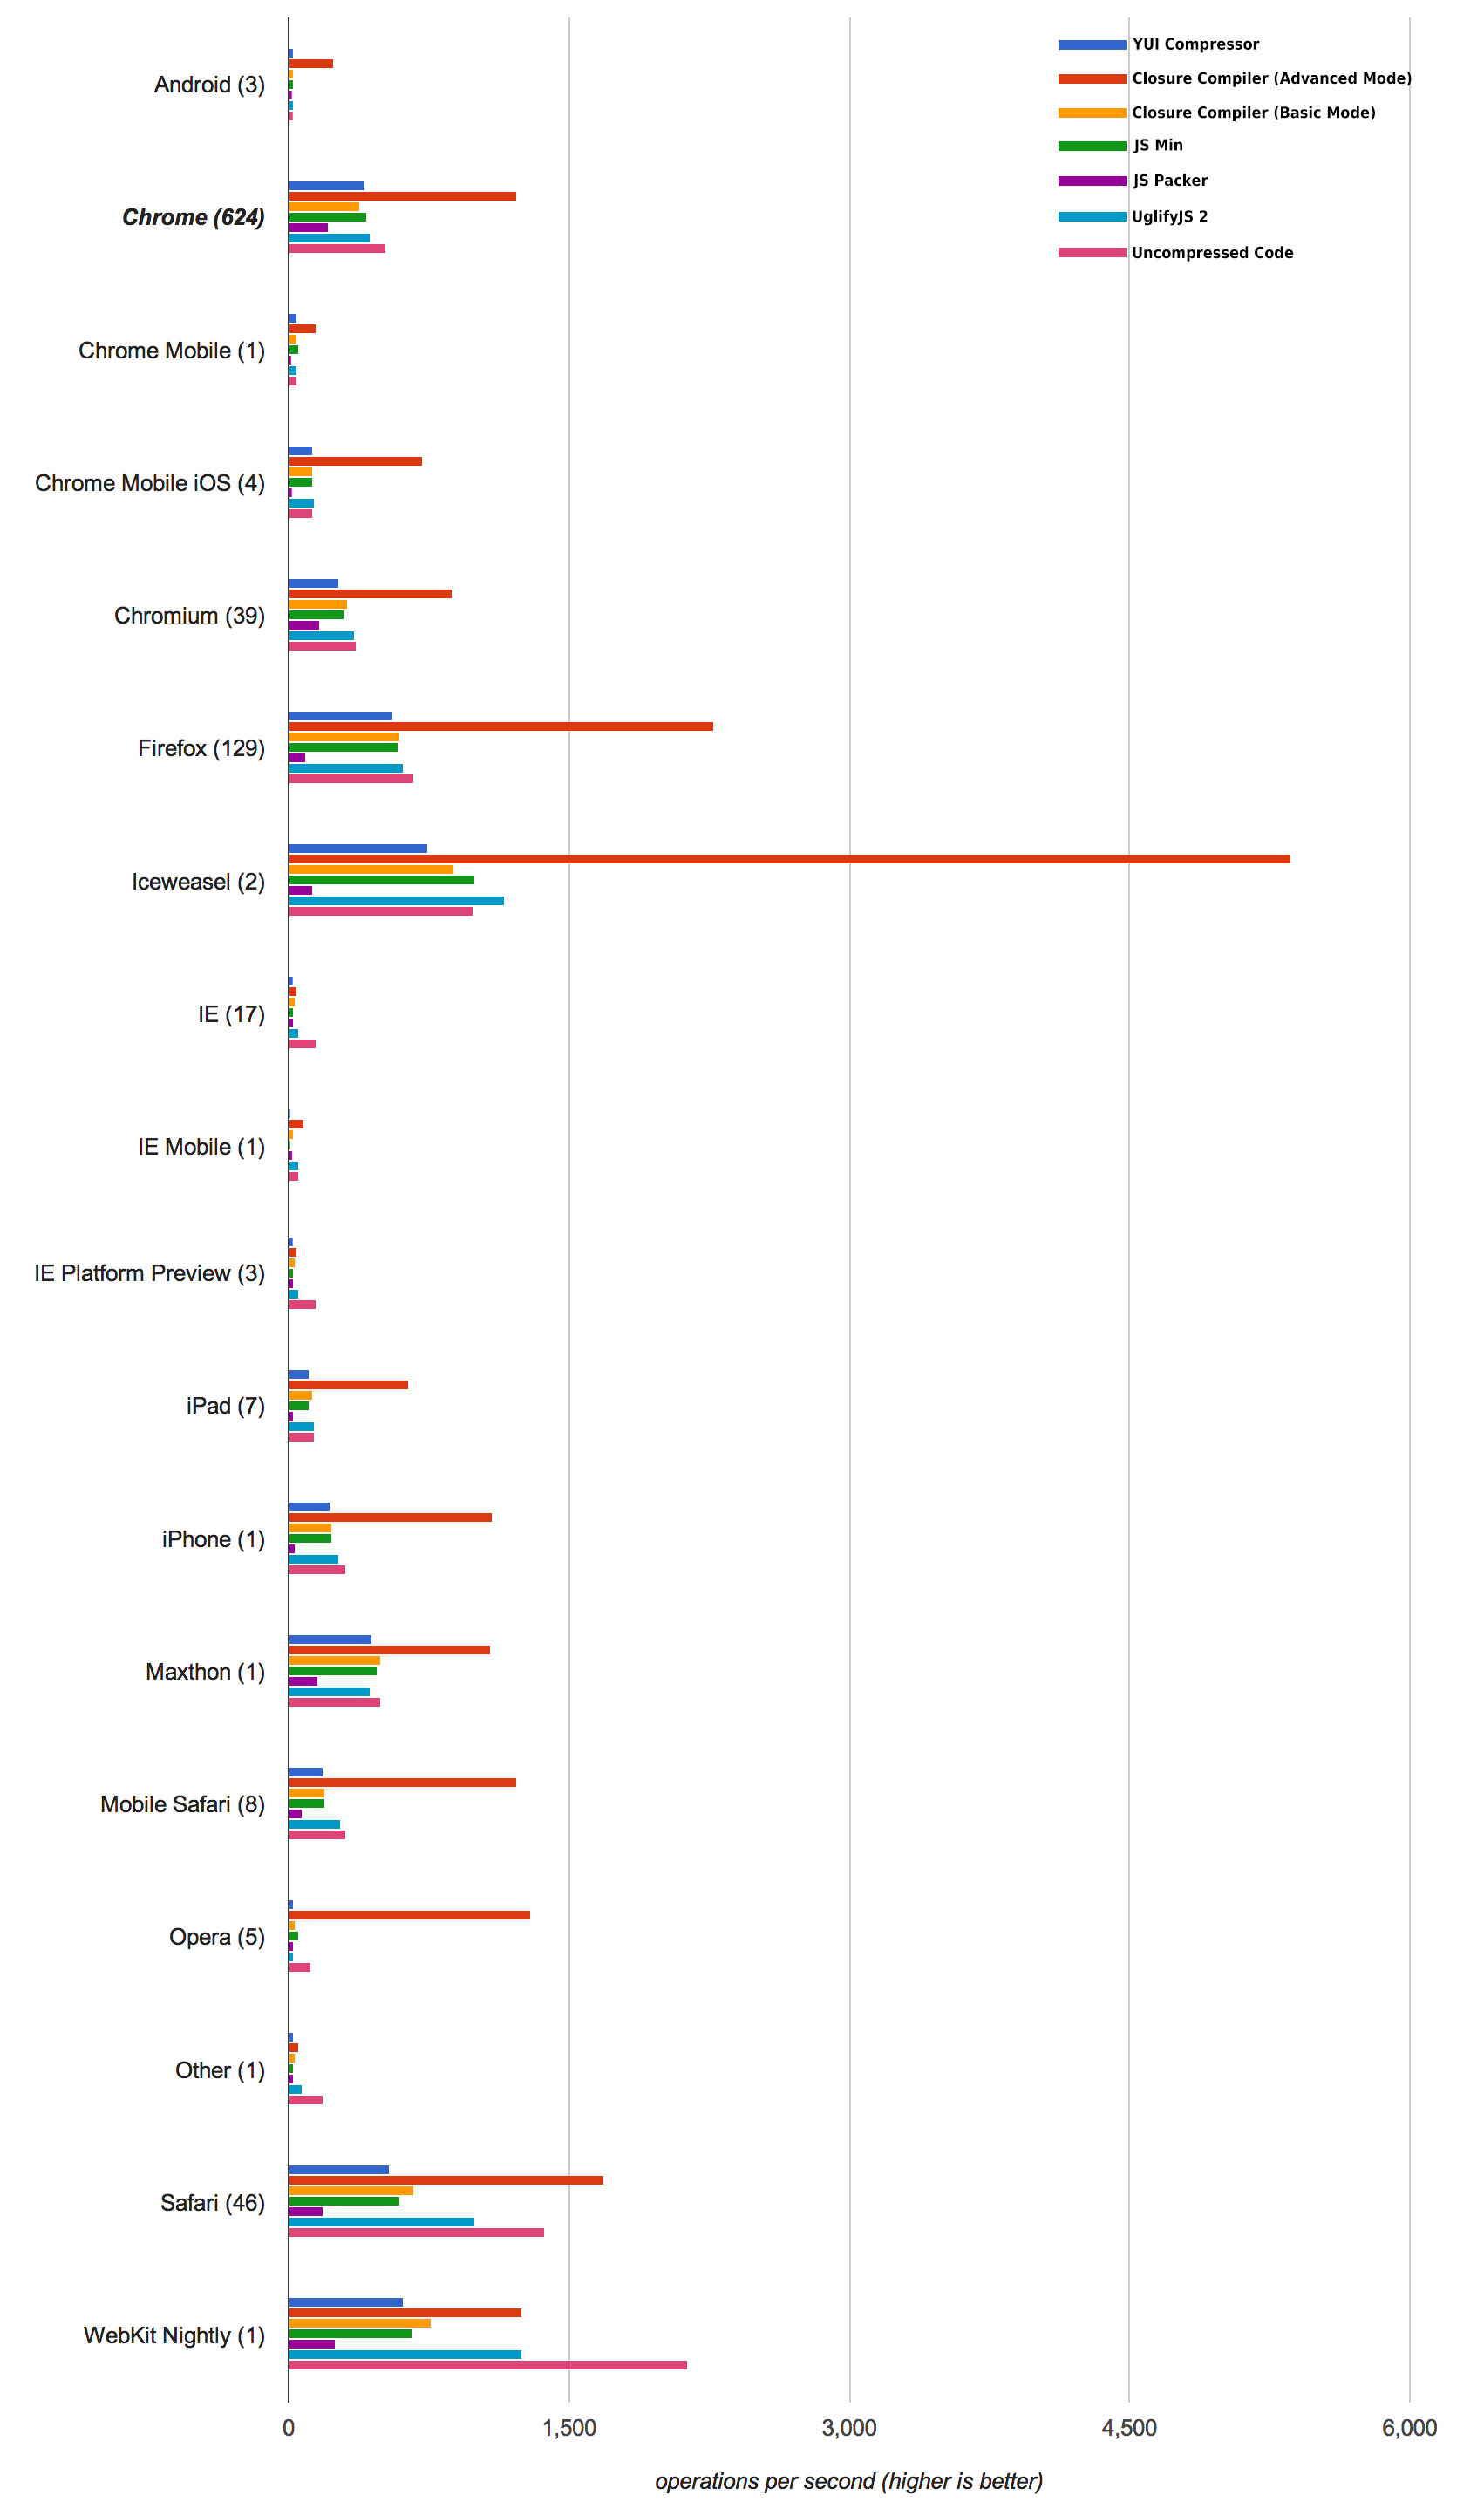 YUI Compressor
Closure Compiler (Advanced Mode)
Closure Compiler (Basic Mode)
JS Min
JS Packer
UglifyJS 2
Uncompressed Code
Android (3)
Chrome (624)
Chrome Mobile (1)
Chrome Mobile iOS (4)
Chromium (39)
Firefox (129)
Iceweasel (2)
IE (17)
IE Mobile (1)
IE Platform Preview (3)
iPad (7)
iPhone (1)
Maxthon (1)
Mobile Safari (8)
Opera (5)
Other (1)
Safari (46)
WebKit Nightly (1)
0 1,500 3,000 4,500 6,000
operations per second (higher is better)